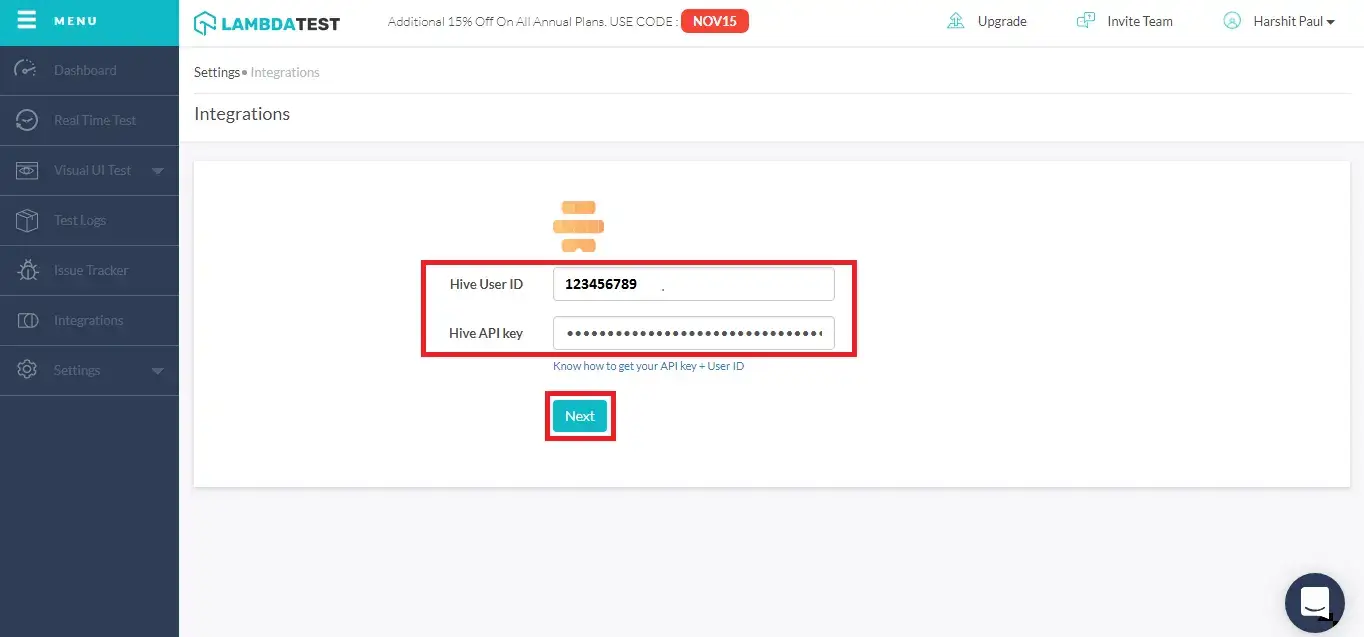 MENU
LAMBDATEST
Additional 15% Off On All Annual Plans. USE CODE : NOV15
Upgrade
Invite Team
Harshit Paul
Dashboard
Real Time Test
Visual UI Test
Test Logs
Issue Tracker
Integrations
Settings
Settings • Integrations
Integrations
Hive User ID 123456789
Hive API key ••••••••••••••••••••••••••••••••
Know how to get your API key + User ID
Next